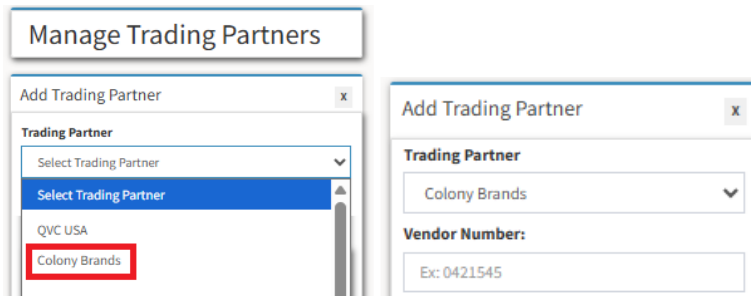 Manage Trading Partners
Add Trading Partner
x
Trading Partner
Select Trading Partner
Select Trading Partner
QVC USA
Colony Brands
Add Trading Partner
x
Trading Partner
Colony Brands
Vendor Number:
Ex: 0421545